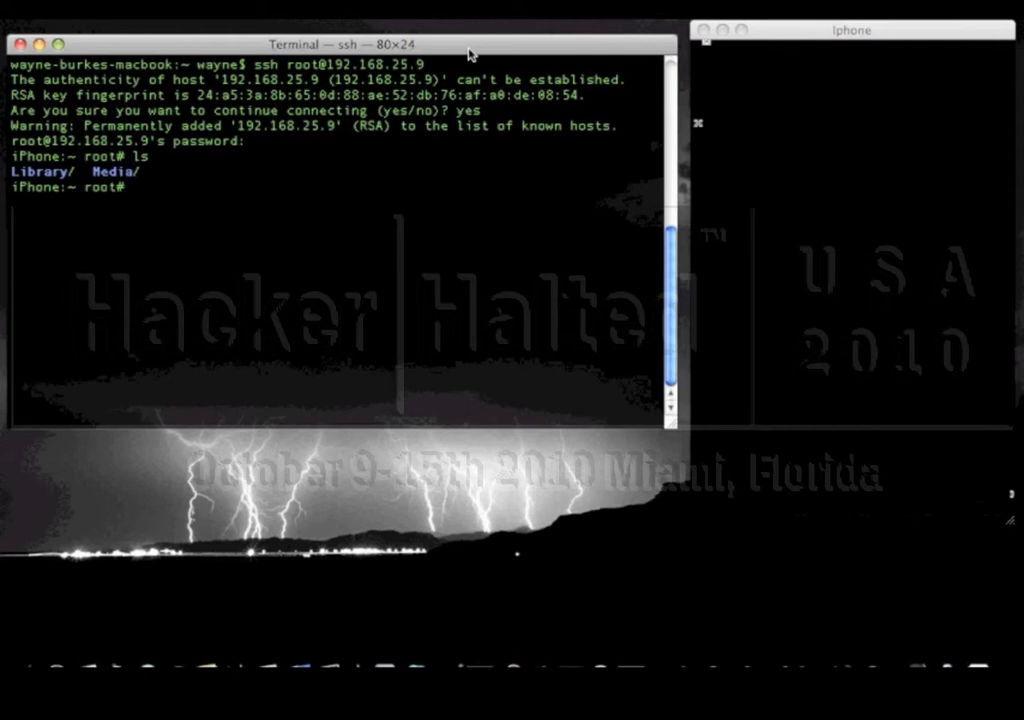 Terminal — ssh — 80×24
Iphone
wayne-burkes-macbook:~ wayne$ ssh root@192.168.25.9
The authenticity of host '192.168.25.9 (192.168.25.9)' can't be established.
RSA key fingerprint is 24:a5:3a:8b:65:0d:88:ae:52:db:76:af:a0:de:08:54.
Are you sure you want to continue connecting (yes/no)? yes
Warning: Permanently added '192.168.25.9' (RSA) to the list of known hosts.
root@192.168.25.9's password:
iPhone:~ root# ls
Library/ Media/
iPhone:~ root#
Hacker Halted ™ USA
2010
October 9-15th 2010 Miami, Florida